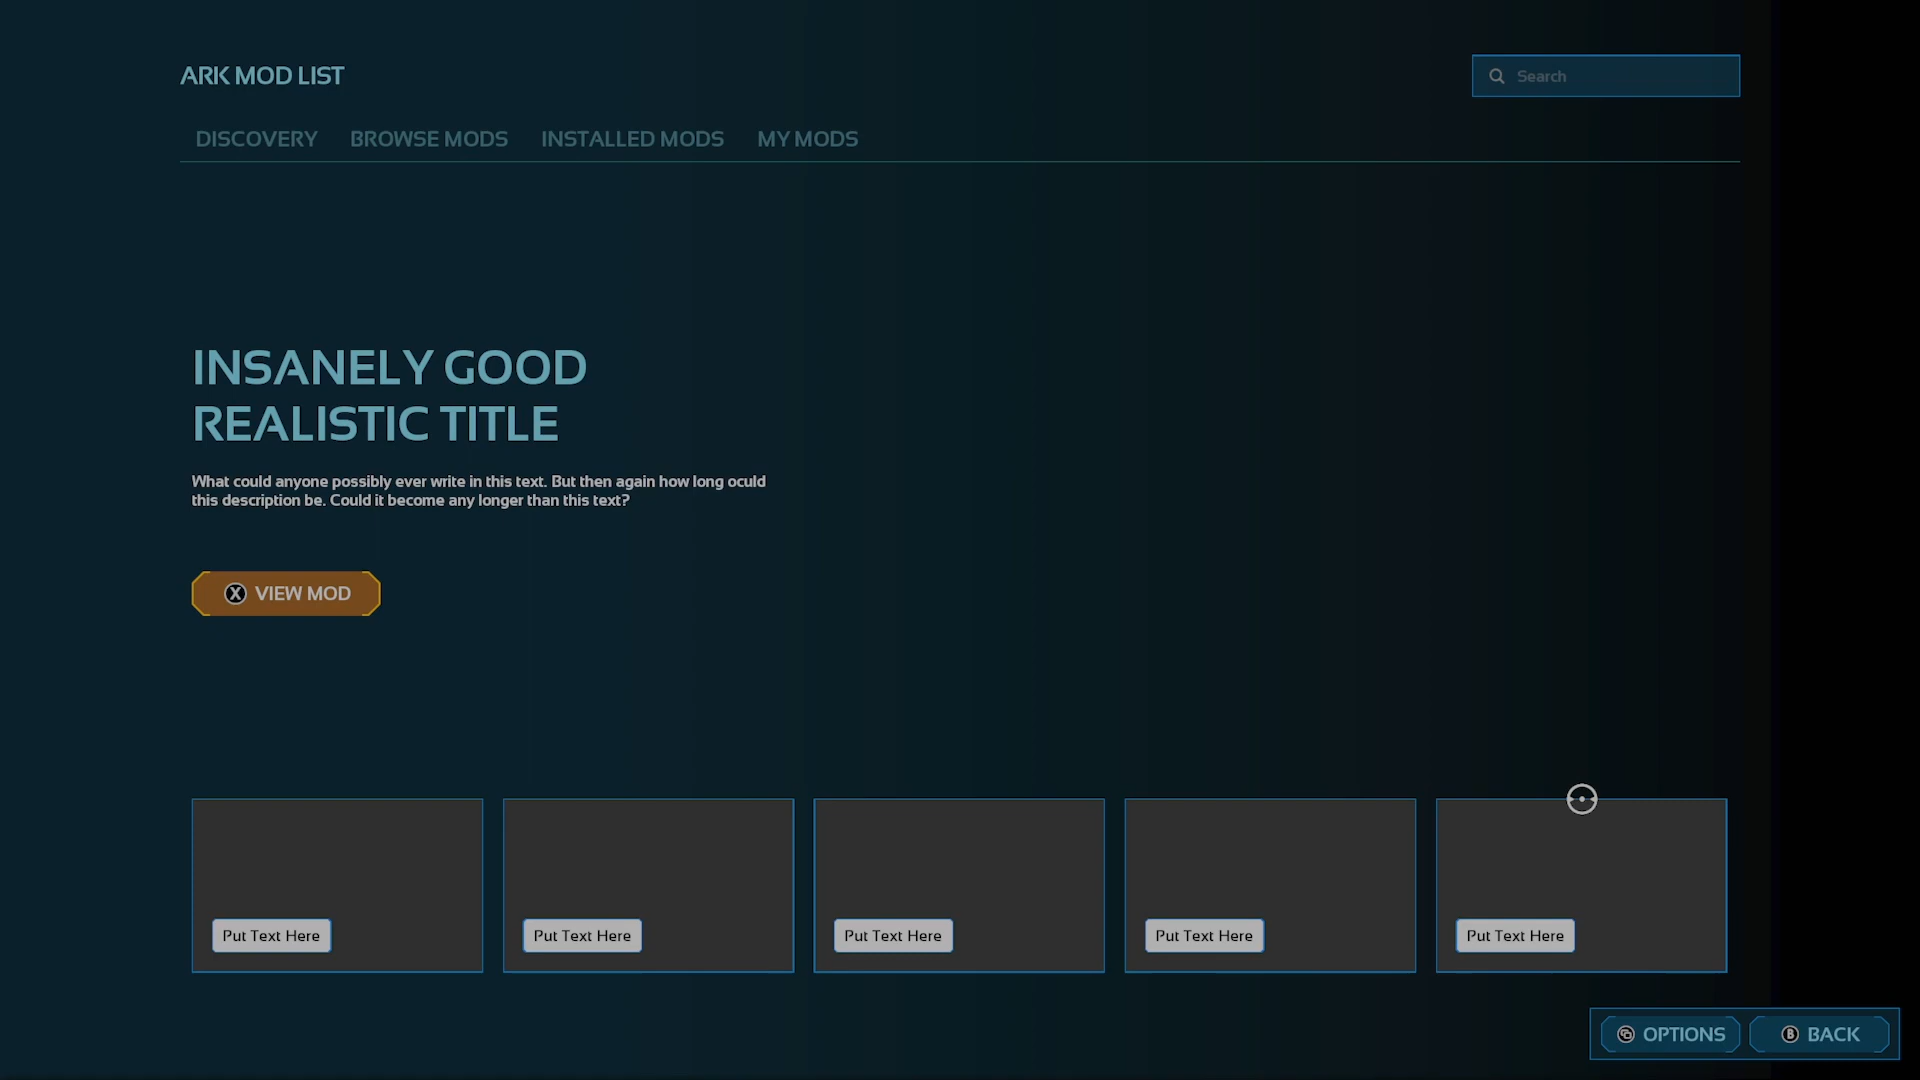 ARK MOD LIST
Search
DISCOVERY BROWSE MODS INSTALLED MODS MY MODS
INSANELY GOOD
REALISTIC TITLE
What could anyone possibly ever write in this text. But then again how long oculd
this description be. Could it become any longer than this text?
X VIEW MOD
Put Text Here
Put Text Here
Put Text Here
Put Text Here
Put Text Here
OPTIONS
B BACK